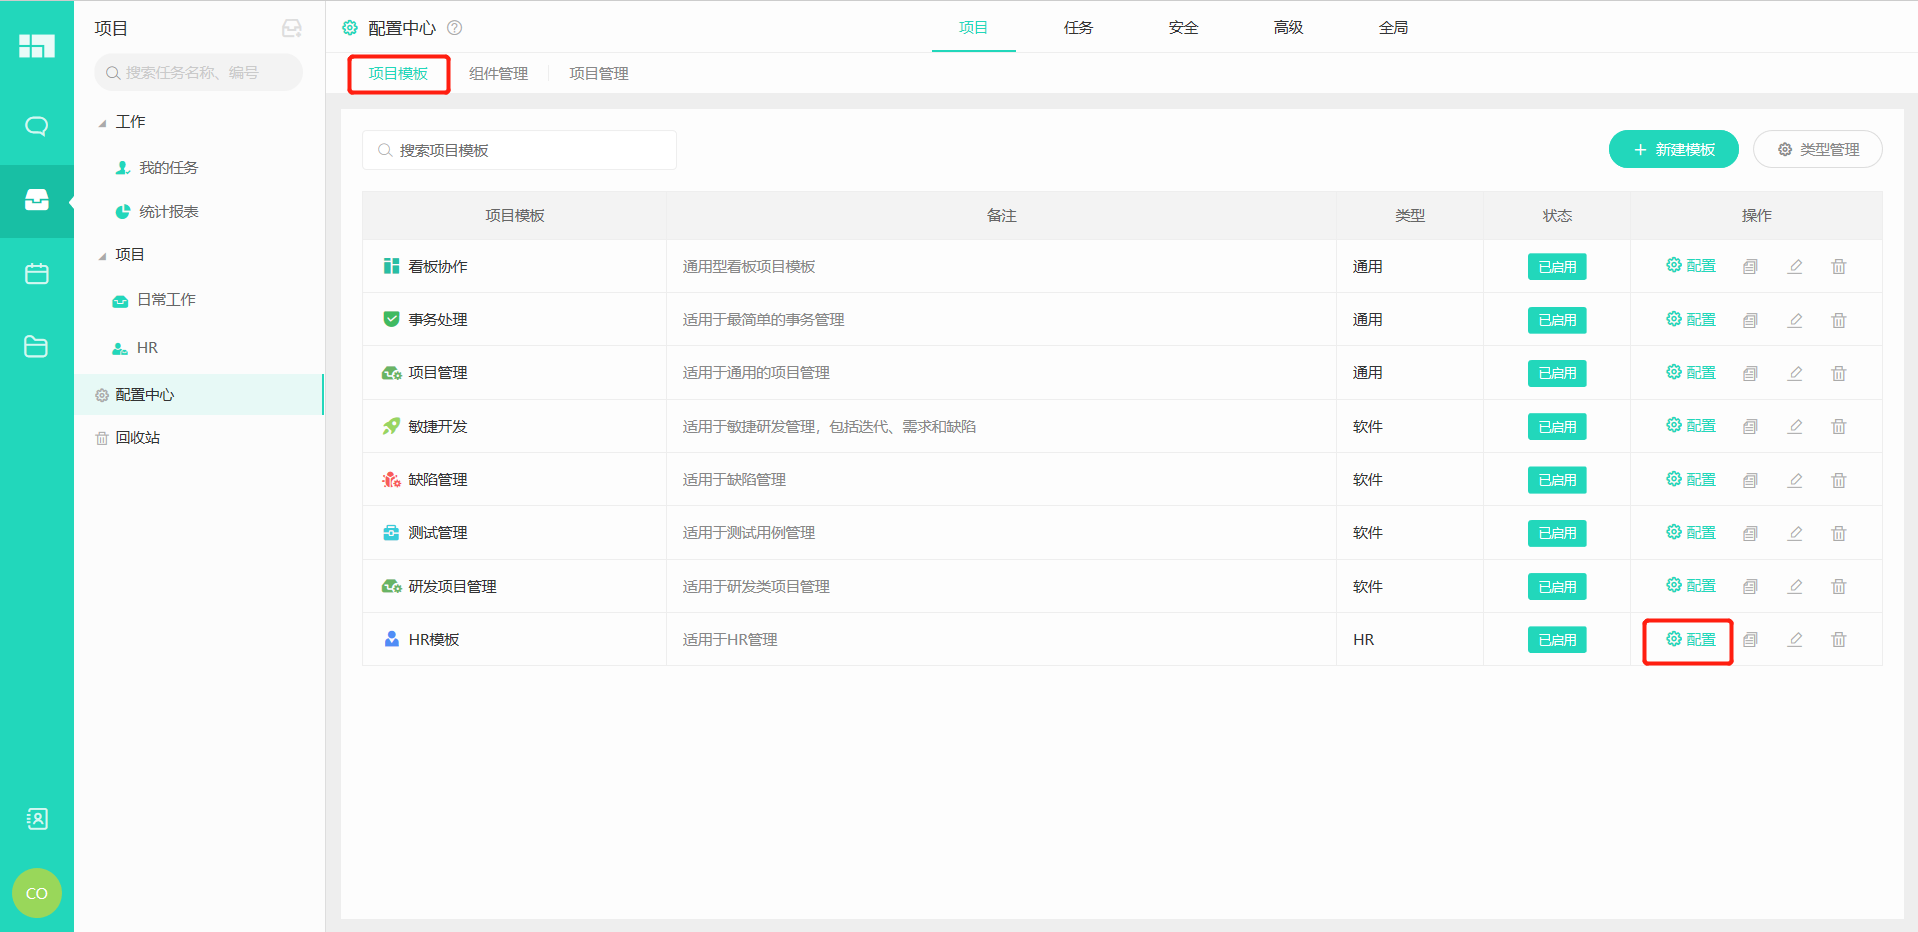 项目
搜索任务名称、编号
工作
我的任务
统计报表
项目
日常工作
HR
配置中心
回收站
CO
配置中心 ?
项目 任务 安全 高级 全局
项目模板 组件管理 项目管理
搜索项目模板
+ 新建模板 类型管理
项目模板 备注 类型 状态 操作
看板协作 通用型看板项目模板 通用 已启用 配置
事务处理 适用于最简单的事务管理 通用 已启用 配置
项目管理 适用于通用的项目管理 通用 已启用 配置
敏捷开发 适用于敏捷研发管理，包括迭代、需求和缺陷 软件 已启用 配置
缺陷管理 适用于缺陷管理 软件 已启用 配置
测试管理 适用于测试用例管理 软件 已启用 配置
研发项目管理 适用于研发类项目管理 软件 已启用 配置
HR模板 适用于HR管理 HR 已启用 配置